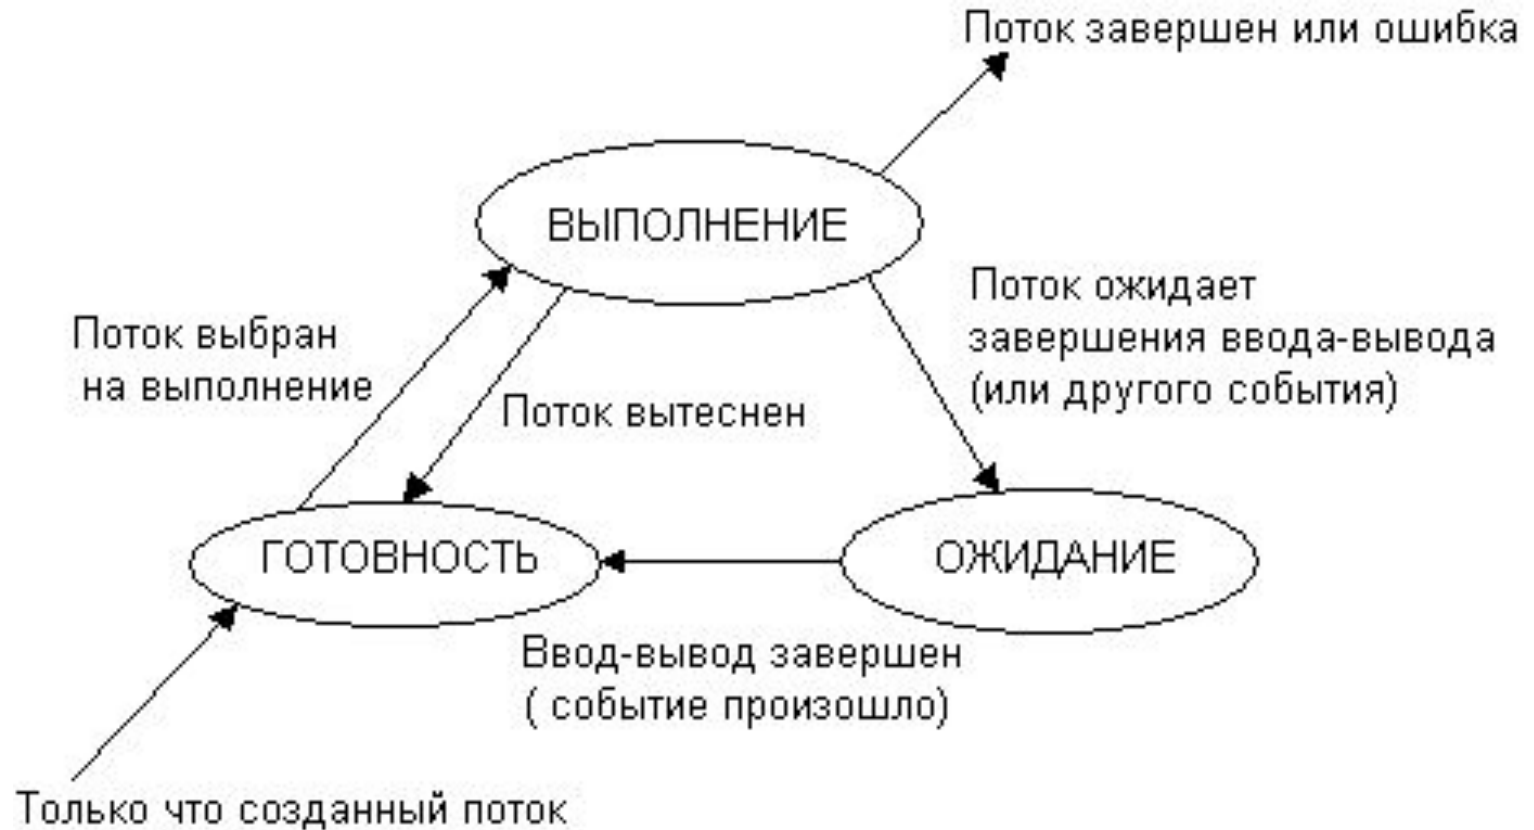 Поток завершен или ошибка
ВЫПОЛНЕНИЕ
Поток ожидает
завершения ввода-вывода
(или другого события)
Поток выбран
на выполнение
Поток вытеснен
ГОТОВНОСТЬ
ОЖИДАНИЕ
Ввод-вывод завершен
( событие произошло)
Только что созданный поток